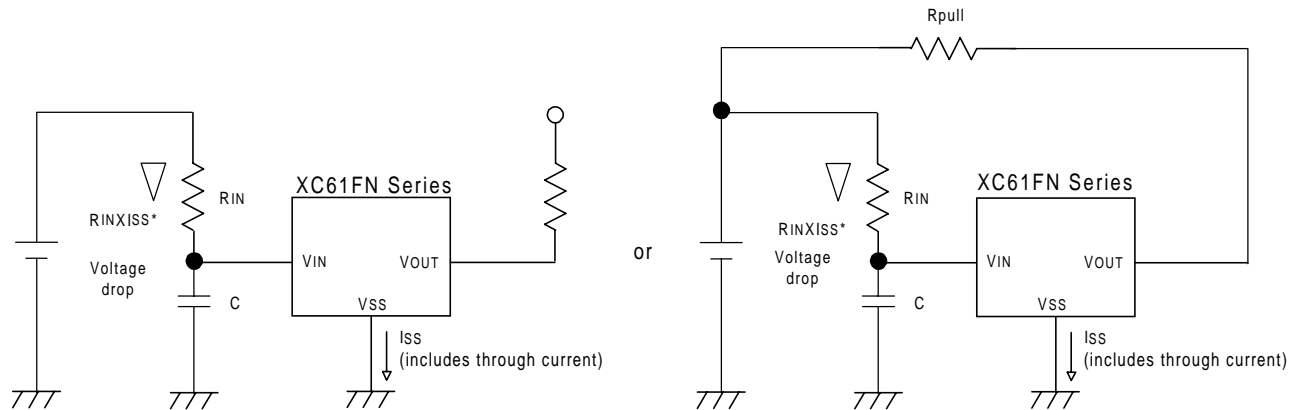 Rpull
XC61FN Series
RIN
RINXISS*
Voltage
drop
VIN
VOUT
VSS
C
ISS
(includes through current)
or
XC61FN Series
RIN
RINXISS*
Voltage
drop
VIN
VOUT
VSS
C
ISS
(includes through current)